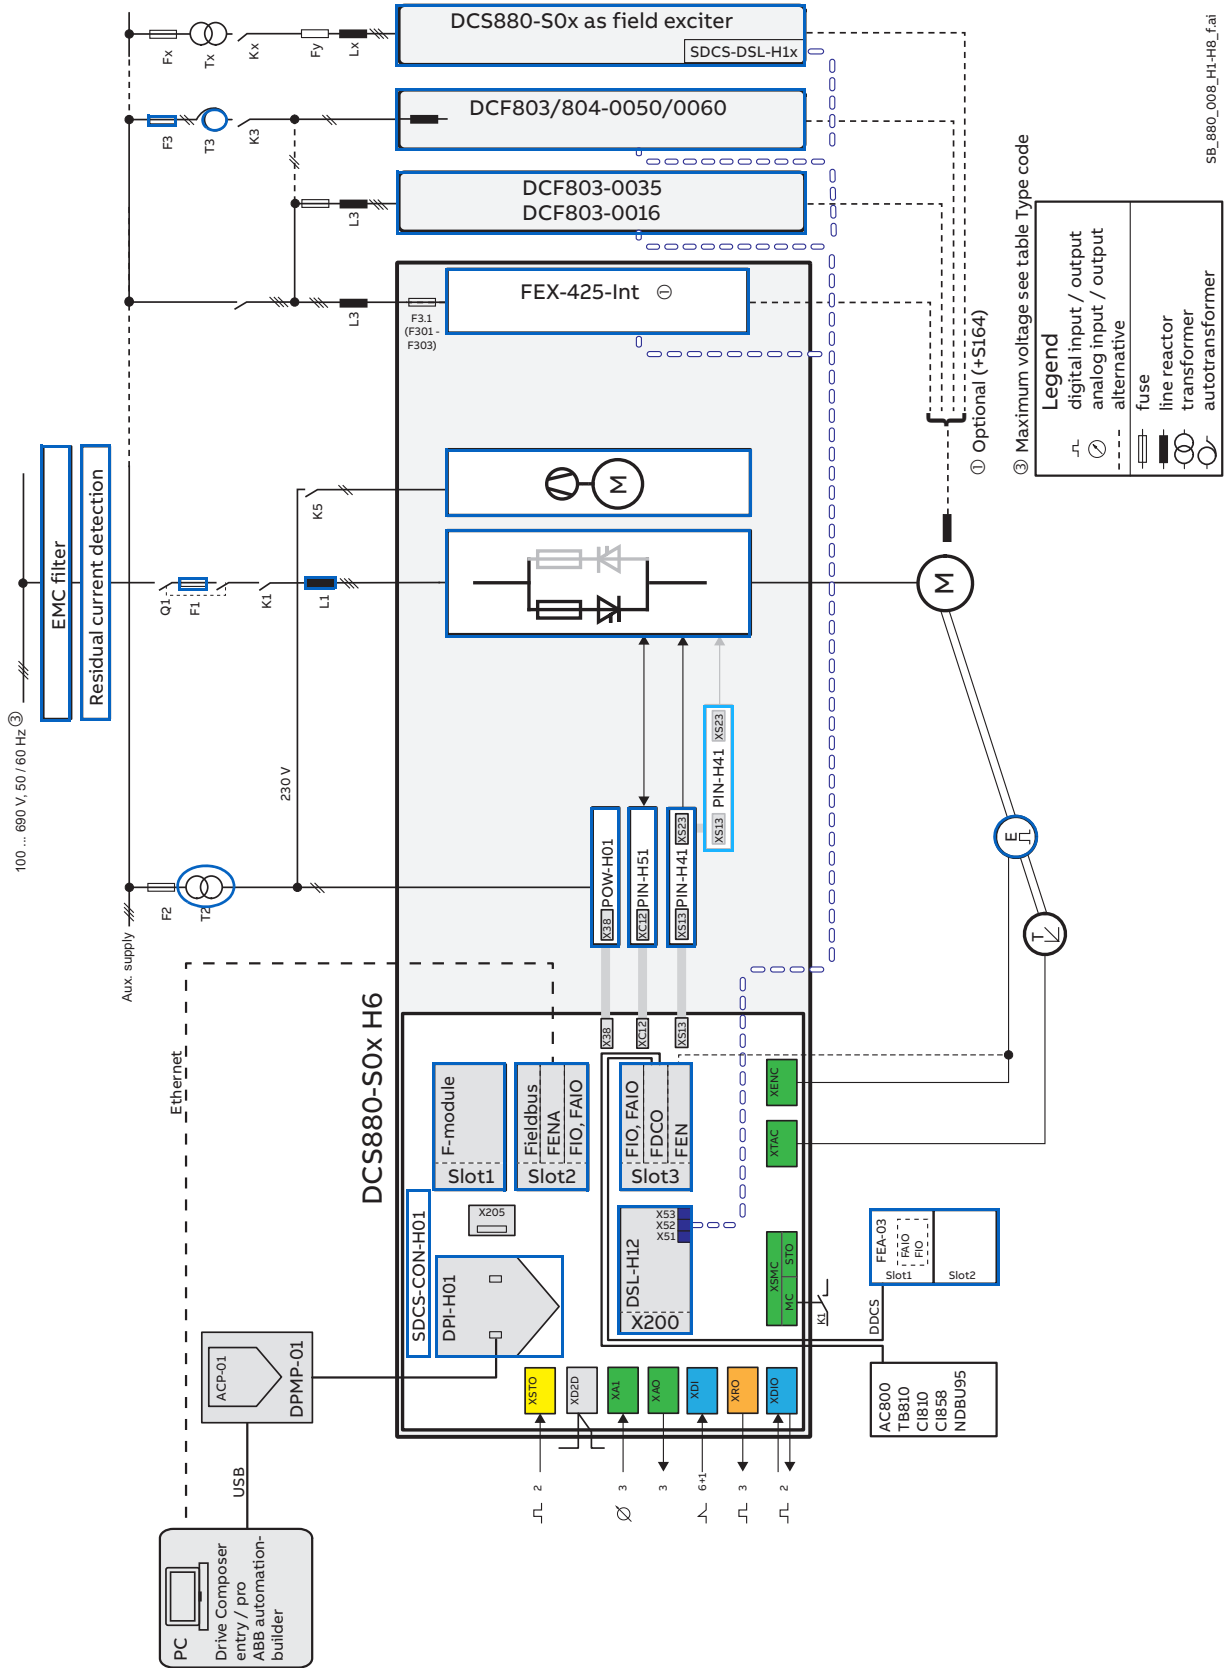 DCS880-S0x as field exciter
SDCS-DSL-H1x
Fx
Tx
Kx
Fy
Lx
SB_880_008_H1-H8_f.ai
DCF803/804-0050/0060
F3
T3
K3
DCF803-0035
DCF803-0016
L3
FEX-425-Int ①
L3
F3.1
(F301 -
F303)
① Optional (+S164)
③ Maximum voltage see table Type code
Legend
digital input / output
analog input / output
alternative
fuse
line reactor
transformer
autotransformer
100 ... 690 V, 50 / 60 Hz ③
EMC filter
Residual current detection
Q1
F1
K1
L1
K5
230 V
M
M
Aux. supply
F2
T2
X38
POW-H01
XC12
PIN-H51
XS13
PIN-H41
XS23
XS13
PIN-H41
XS23
E
T
Ethernet
DCS880-S0x H6
X38
XC12
XS13
F-module
Slot1
Fieldbus
FENA
FIO, FAIO
Slot2
FIO, FAIO
FDCO
FEN
Slot3
XENC
XTAC
SDCS-CON-H01
X205
DPI-H01
DSL-H12
X200
X53
X52
X51
XSMC
MC
STO
K1
FEA-03
FAIO
FIO
Slot1
Slot2
DDCS
AC800
TB810
CI810
CI858
NDBU95
ACP-01
DPMP-01
USB
XSTO
XD2D
XA1
XAO
XDI
XRO
XDIO
2
3
3
6+1
3
2
PC
Drive Composer
entry / pro
ABB automation-
builder